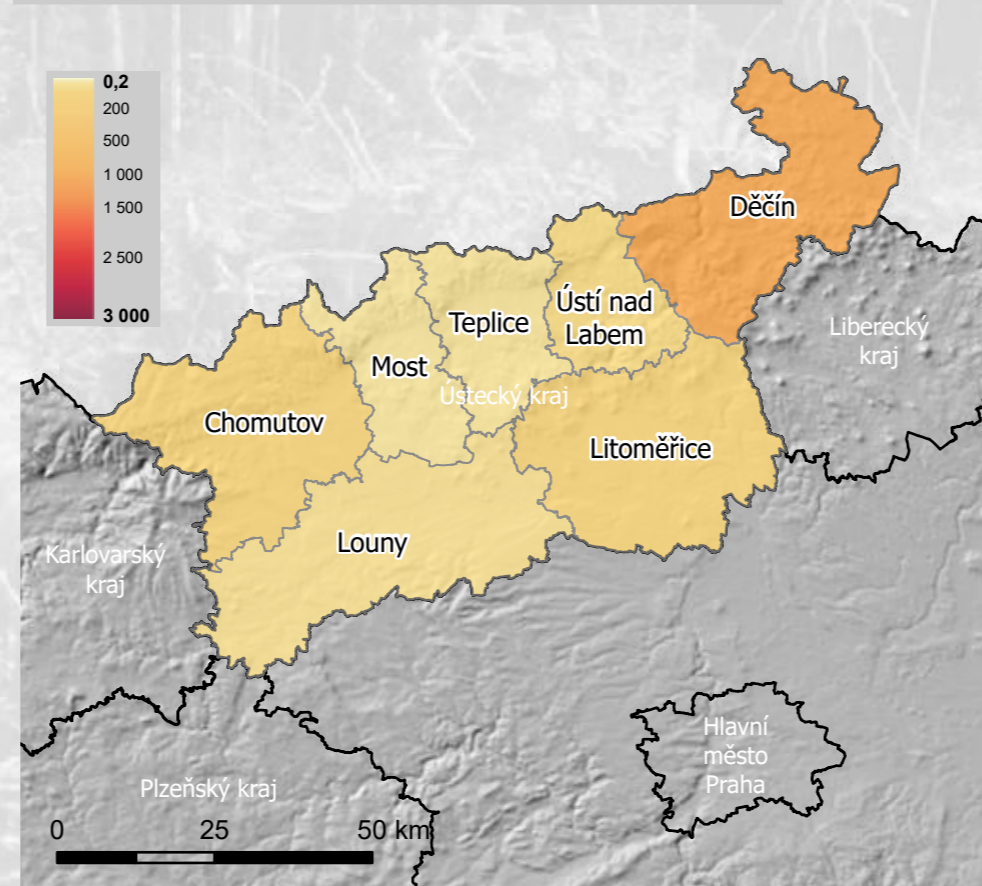 0,2
200
500
1 000
1 500
2 500
3 000
Děčín
Ústí nad
Labem
Teplice
Liberecký
kraj
Most
Ústecký kraj
Chomutov
Litoměřice
Louny
Karlovarský
kraj
Hlavní
město
Praha
Plzeňský kraj
0 25 50 km